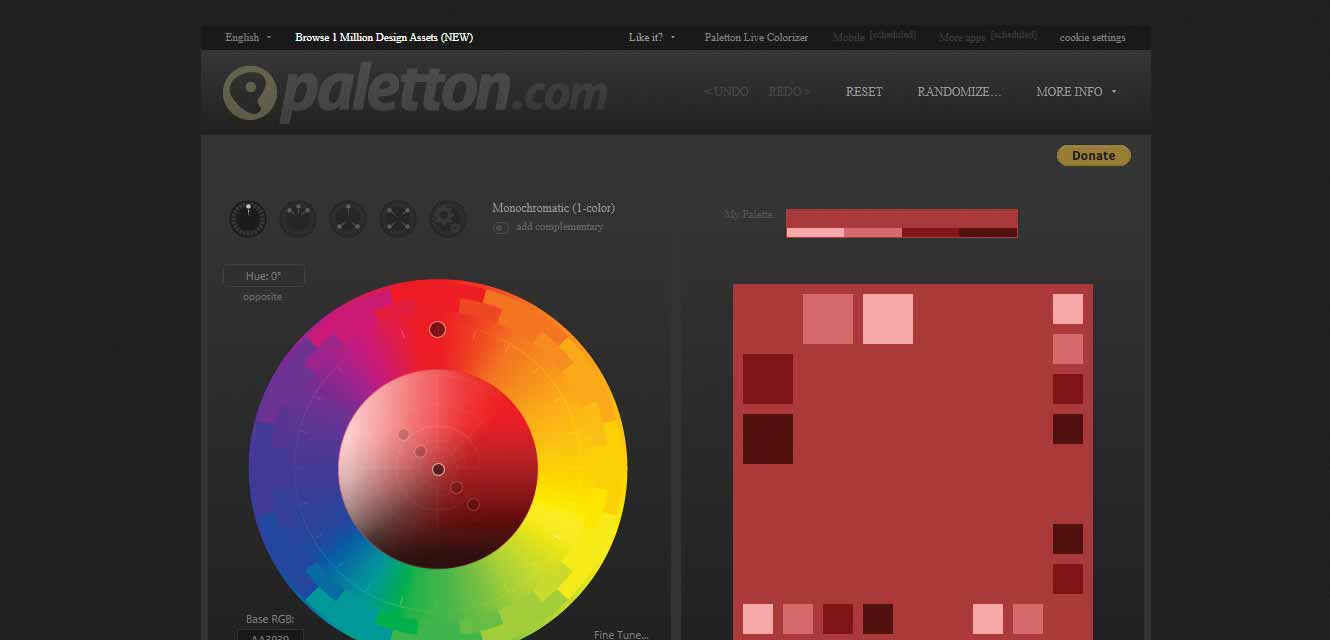 English Browse 1 Million Design Assets (NEW) Like it? Paletton Live Colorizer Mobile [scheduled] More apps [scheduled] cookie settings
paletton.com < UNDO REDO > RESET RANDOMIZE... MORE INFO
Donate
Monochromatic (1-color)
add complementary
My Palette
Hue: 0°
opposite
Base RGB:
Fine Tune...
AA3939